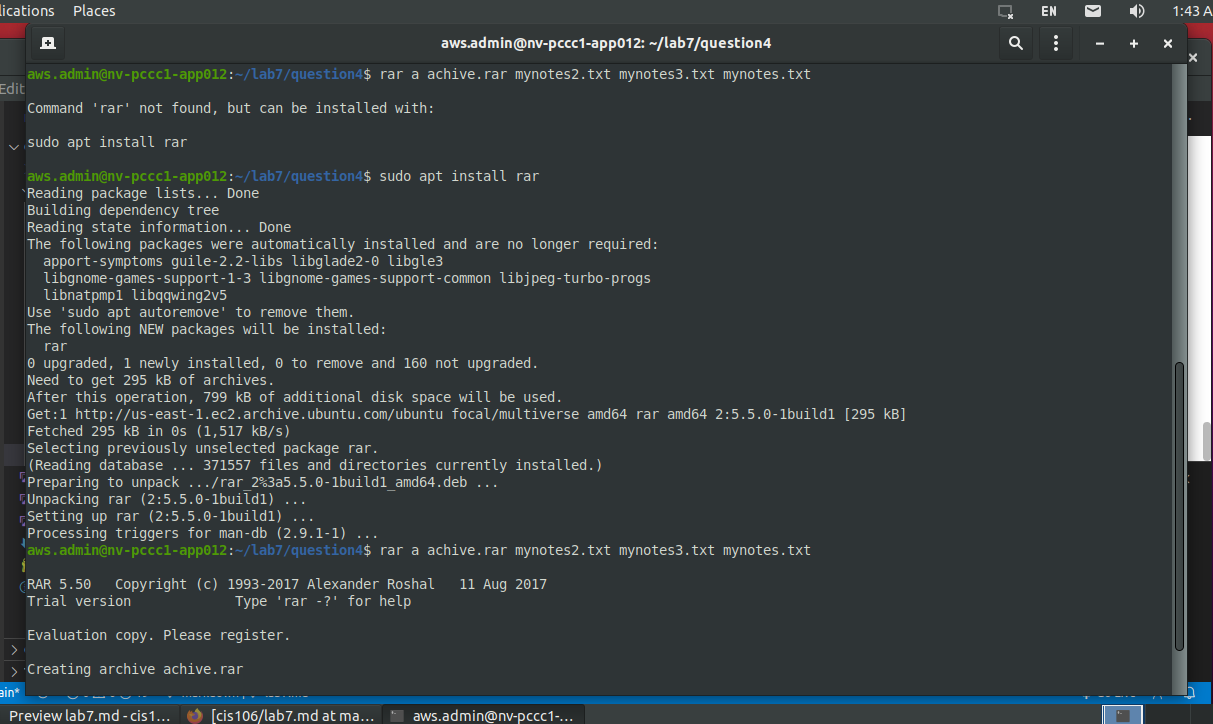 Places
EN
1:43 A
aws.admin@nv-pccc1-app012: ~/lab7/question4
Edit
aws.admin@nv-pccc1-app012:~/lab7/question4$ rar a achive.rar mynotes2.txt mynotes3.txt mynotes.txt
Command 'rar' not found, but can be installed with:
sudo apt install rar
aws.admin@nv-pccc1-app012:~/lab7/question4$ sudo apt install rar
Reading package lists... Done
Building dependency tree
Reading state information... Done
The following packages were automatically installed and are no longer required:
apport-symptoms guile-2.2-libs libglade2-0 libgle3
libgnome-games-support-1-3 libgnome-games-support-common libjpeg-turbo-progs
libnatpmp1 libqqwing2v5
Use 'sudo apt autoremove' to remove them.
The following NEW packages will be installed:
rar
0 upgraded, 1 newly installed, 0 to remove and 160 not upgraded.
Need to get 295 kB of archives.
After this operation, 799 kB of additional disk space will be used.
Get:1 http://us-east-1.ec2.archive.ubuntu.com/ubuntu focal/multiverse amd64 rar amd64 2:5.5.0-1build1 [295 kB]
Fetched 295 kB in 0s (1,517 kB/s)
Selecting previously unselected package rar.
(Reading database ... 371557 files and directories currently installed.)
Preparing to unpack .../rar_2%3a5.5.0-1build1_amd64.deb ...
Unpacking rar (2:5.5.0-1build1) ...
Setting up rar (2:5.5.0-1build1) ...
Processing triggers for man-db (2.9.1-1) ...
aws.admin@nv-pccc1-app012:~/lab7/question4$ rar a achive.rar mynotes2.txt mynotes3.txt mynotes.txt
RAR 5.50 Copyright (c) 1993-2017 Alexander Roshal 11 Aug 2017
Trial version Type 'rar -?' for help
Evaluation copy. Please register.
Creating archive achive.rar
Preview lab7.md - cis1...
[cis106/lab7.md at ma...
aws.admin@nv-pccc1-...